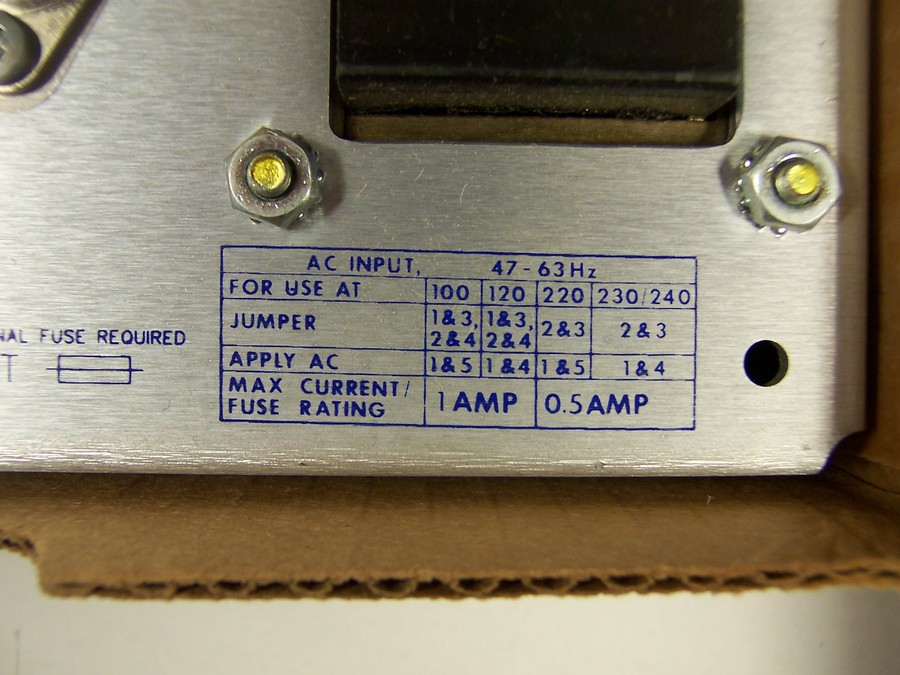 AC INPUT, 47-63Hz
FOR USE AT 100 120 220 230/240
JUMPER 1&3, 2&4 1&3, 2&4 2&3 2&3
APPLY AC 1&5 1&4 1&5 1&4
MAX CURRENT/
FUSE RATING 1 AMP 0.5AMP
FUSE REQUIRED